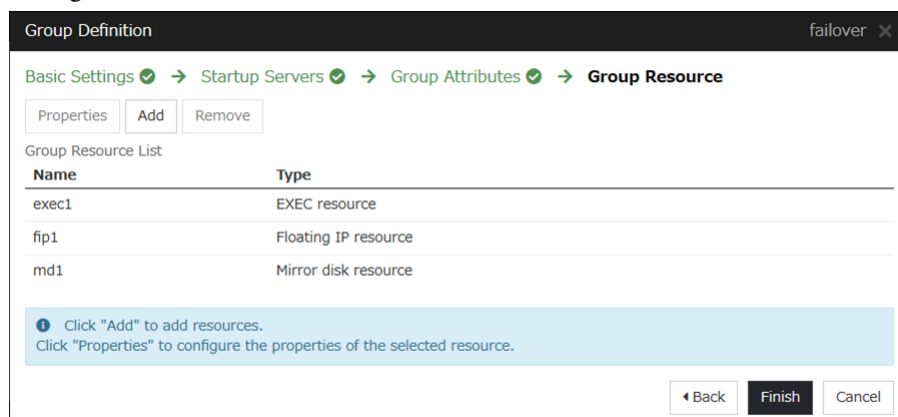 Group Definition failover
Basic Settings → Startup Servers → Group Attributes → Group Resource
Properties Add Remove
Group Resource List
Name Type
exec1 EXEC resource
fip1 Floating IP resource
md1 Mirror disk resource
Click "Add" to add resources.
Click "Properties" to configure the properties of the selected resource.
Back Finish Cancel